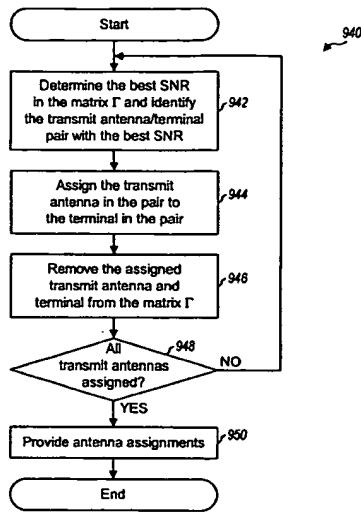 Start
940
Determine the best SNR
in the matrix Γ and identify
the transmit antenna/terminal
pair with the best SNR
942
Assign the transmit
antenna in the pair to
the terminal in the pair
944
Remove the assigned
transmit antenna and
terminal from the matrix Γ
946
All
transmit antennas
assigned?
948
NO
YES
Provide antenna assignments
950
End